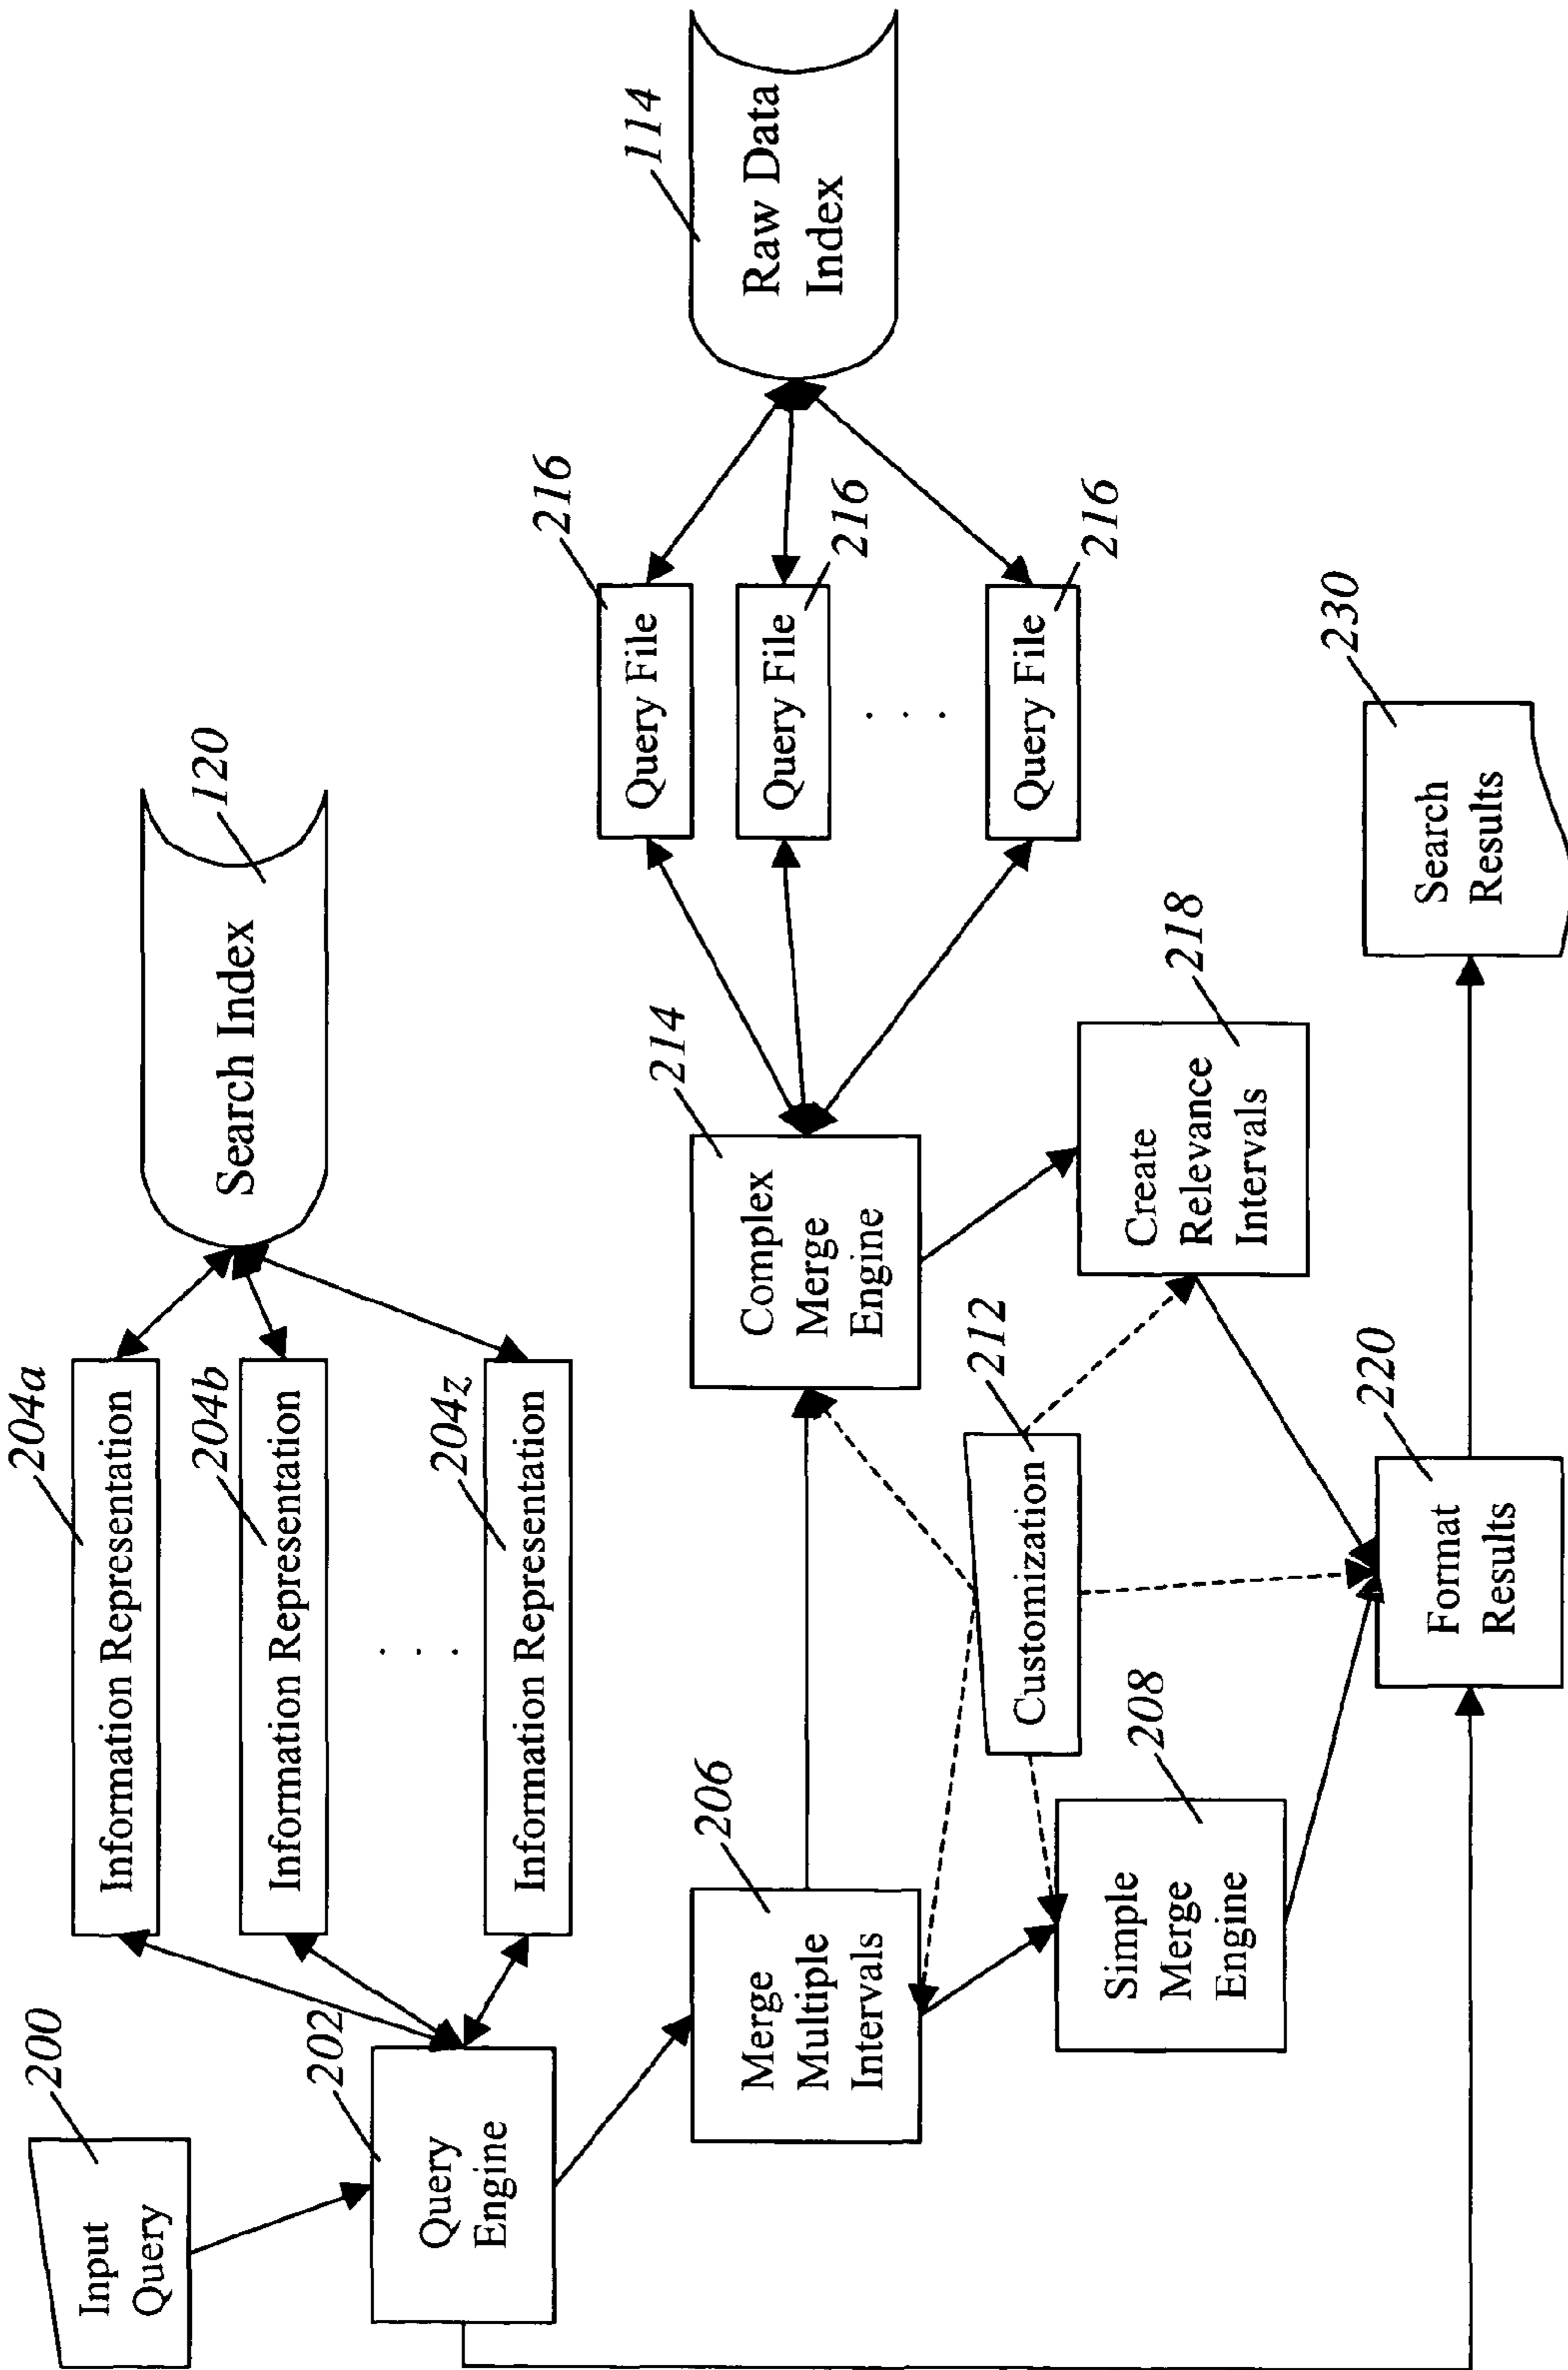 200
Input
Query
202
Query
Engine
204a
Information Representation
204b
Information Representation
. . .
204z
Information Representation
120
Search Index
206
Merge
Multiple
Intervals
214
Complex
Merge
Engine
216
Query File
216
Query File
. . .
216
Query File
114
Raw Data
Index
212
Customization
208
Simple
Merge
Engine
218
Create
Relevance
Intervals
220
Format
Results
230
Search
Results